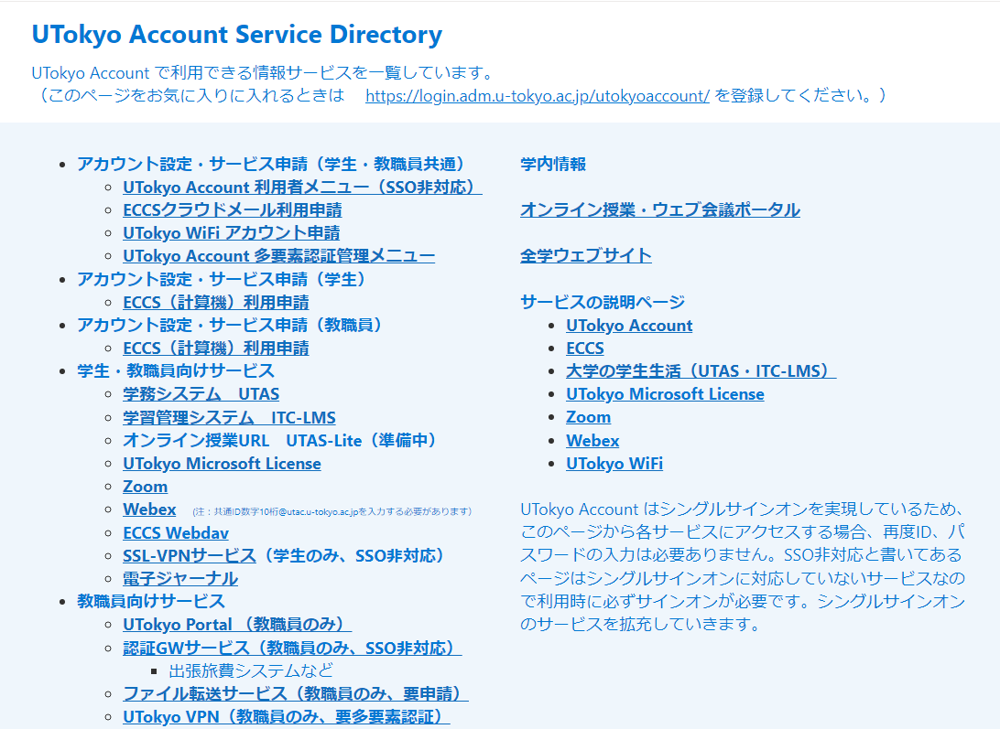 UTokyo Account Service Directory
UTokyo Account で利用できる情報サービスを一覧しています。
（このページをお気に入りに入れるときは　https://login.adm.u-tokyo.ac.jp/utokyoaccount/ を登録してください。）
アカウント設定・サービス申請（学生・教職員共通）
UTokyo Account 利用者メニュー（SSO非対応）
ECCSクラウドメール利用申請
UTokyo WiFi アカウント申請
UTokyo Account 多要素認証管理メニュー
アカウント設定・サービス申請（学生）
ECCS（計算機）利用申請
アカウント設定・サービス申請（教職員）
ECCS（計算機）利用申請
学生・教職員向けサービス
学務システム　UTAS
学習管理システム　ITC-LMS
オンライン授業URL　UTAS-Lite（準備中）
UTokyo Microsoft License
Zoom
Webex　(注：共通ID数字10桁@utac.u-tokyo.ac.jpを入力する必要があります）
ECCS Webdav
SSL-VPNサービス（学生のみ、SSO非対応）
電子ジャーナル
教職員向けサービス
UTokyo Portal （教職員のみ）
認証GWサービス（教職員のみ、SSO非対応）
出張旅費システムなど
ファイル転送サービス（教職員のみ、要申請）
UTokyo VPN（教職員のみ、要多要素認証）
学内情報
オンライン授業・ウェブ会議ポータル
全学ウェブサイト
サービスの説明ページ
UTokyo Account
ECCS
大学の学生生活（UTAS・ITC-LMS）
UTokyo Microsoft License
Zoom
Webex
UTokyo WiFi
UTokyo Account はシングルサインオンを実現しているため、
このページから各サービスにアクセスする場合、再度ID、パ
スワードの入力は必要ありません。SSO非対応と書いてある
ページはシングルサインオンに対応していないサービスなの
で利用時に必ずサインオンが必要です。シングルサインオン
のサービスを拡充していきます。